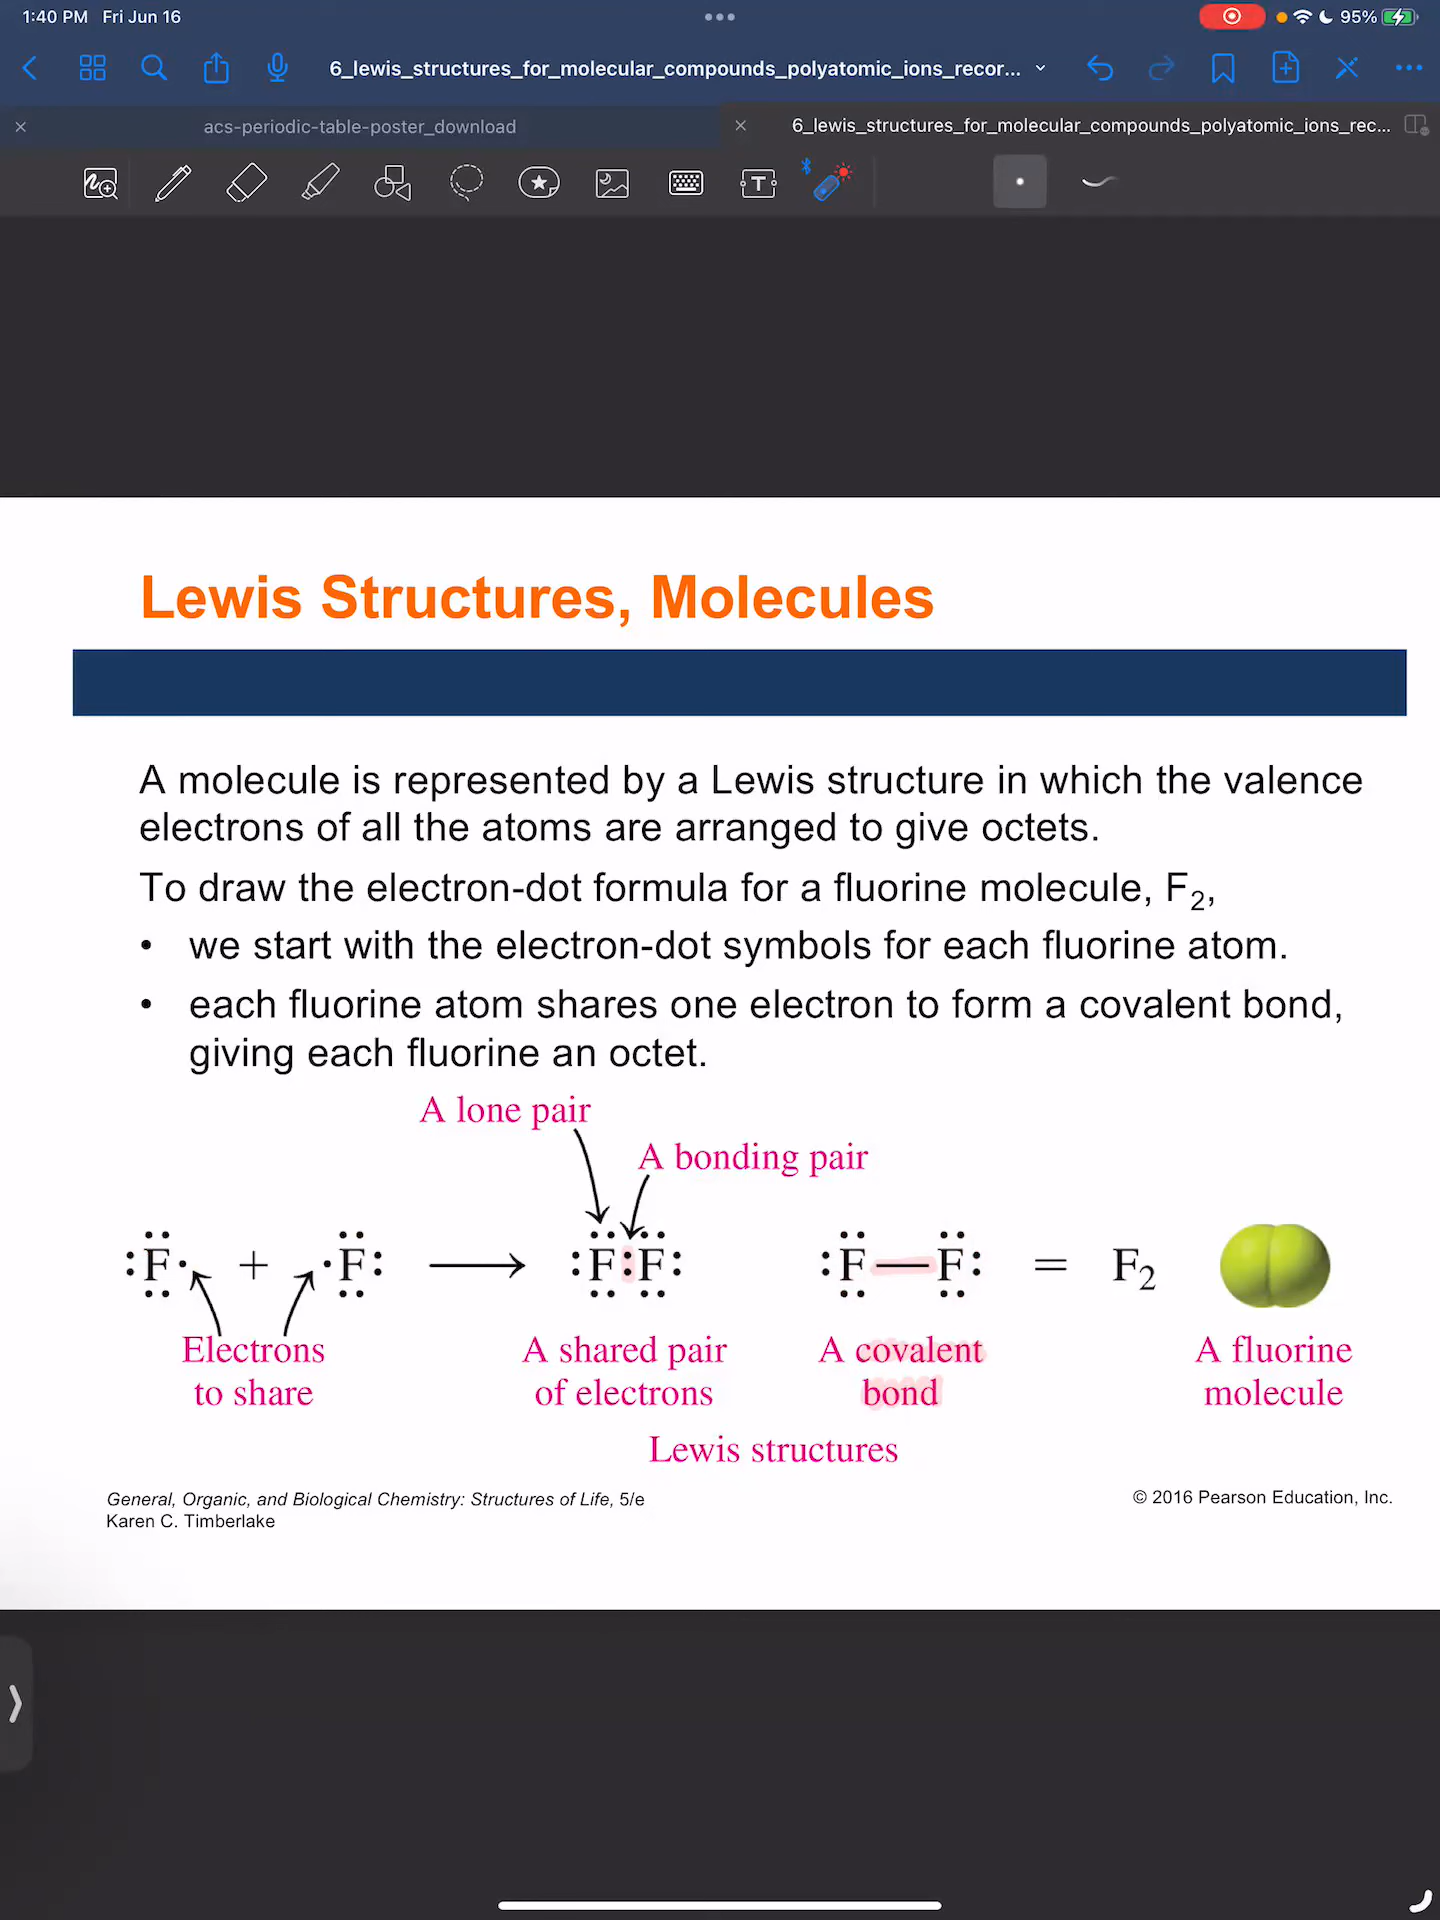 1:40 PM Fri Jun 16
95%
6_lewis_structures_for_molecular_compounds_polyatomic_ions_recor...
acs-periodic-table-poster_download
6_lewis_structures_for_molecular_compounds_polyatomic_ions_rec...
T
Lewis Structures, Molecules
A molecule is represented by a Lewis structure in which the valence
electrons of all the atoms are arranged to give octets.
To draw the electron-dot formula for a fluorine molecule, F₂,
• we start with the electron-dot symbols for each fluorine atom.
• each fluorine atom shares one electron to form a covalent bond,
giving each fluorine an octet.
A lone pair
A bonding pair
:F· + ·F: ⟶ :F:F: :F—F: = F₂
Electrons
to share
A shared pair
of electrons
A covalent
bond
A fluorine
molecule
Lewis structures
General, Organic, and Biological Chemistry: Structures of Life, 5/e
Karen C. Timberlake
© 2016 Pearson Education, Inc.